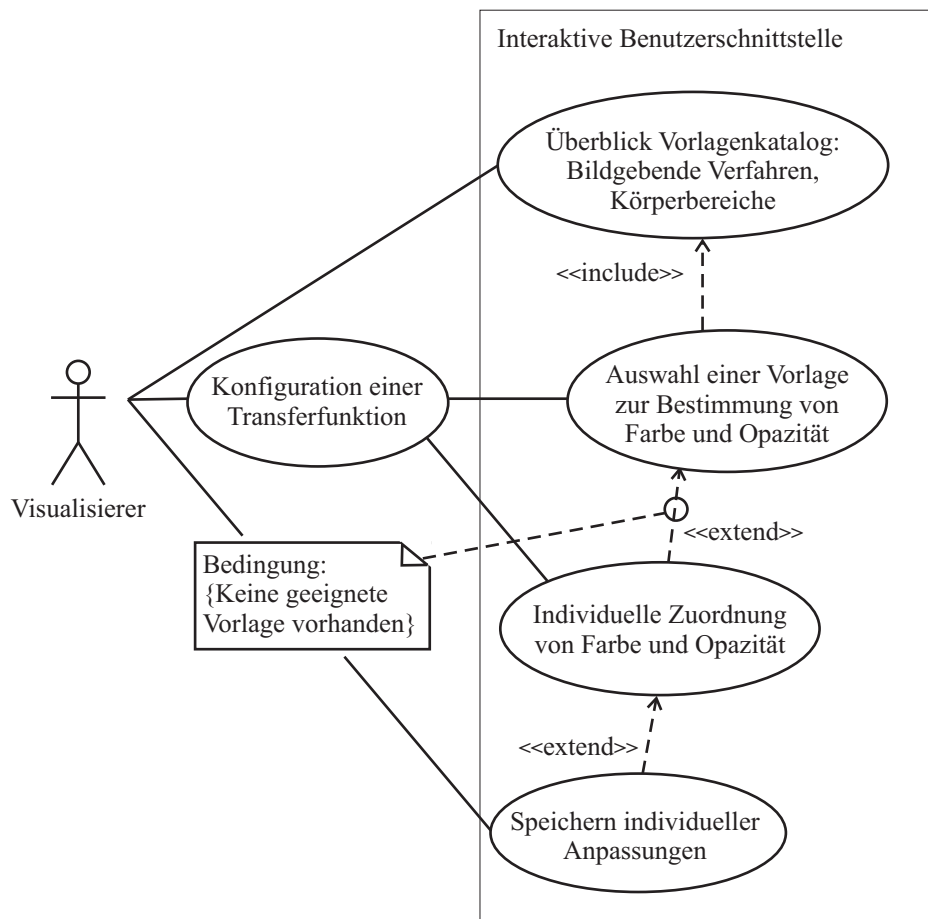 Interaktive Benutzerschnittstelle
Überblick Vorlagenkatalog:
Bildgebende Verfahren,
Körperbereiche
<<include>>
Konfiguration einer
Transferfunktion
Auswahl einer Vorlage
zur Bestimmung von
Farbe und Opazität
Visualisierer
<<extend>>
Bedingung:
{Keine geeignete
Vorlage vorhanden}
Individuelle Zuordnung
von Farbe und Opazität
<<extend>>
Speichern individueller
Anpassungen